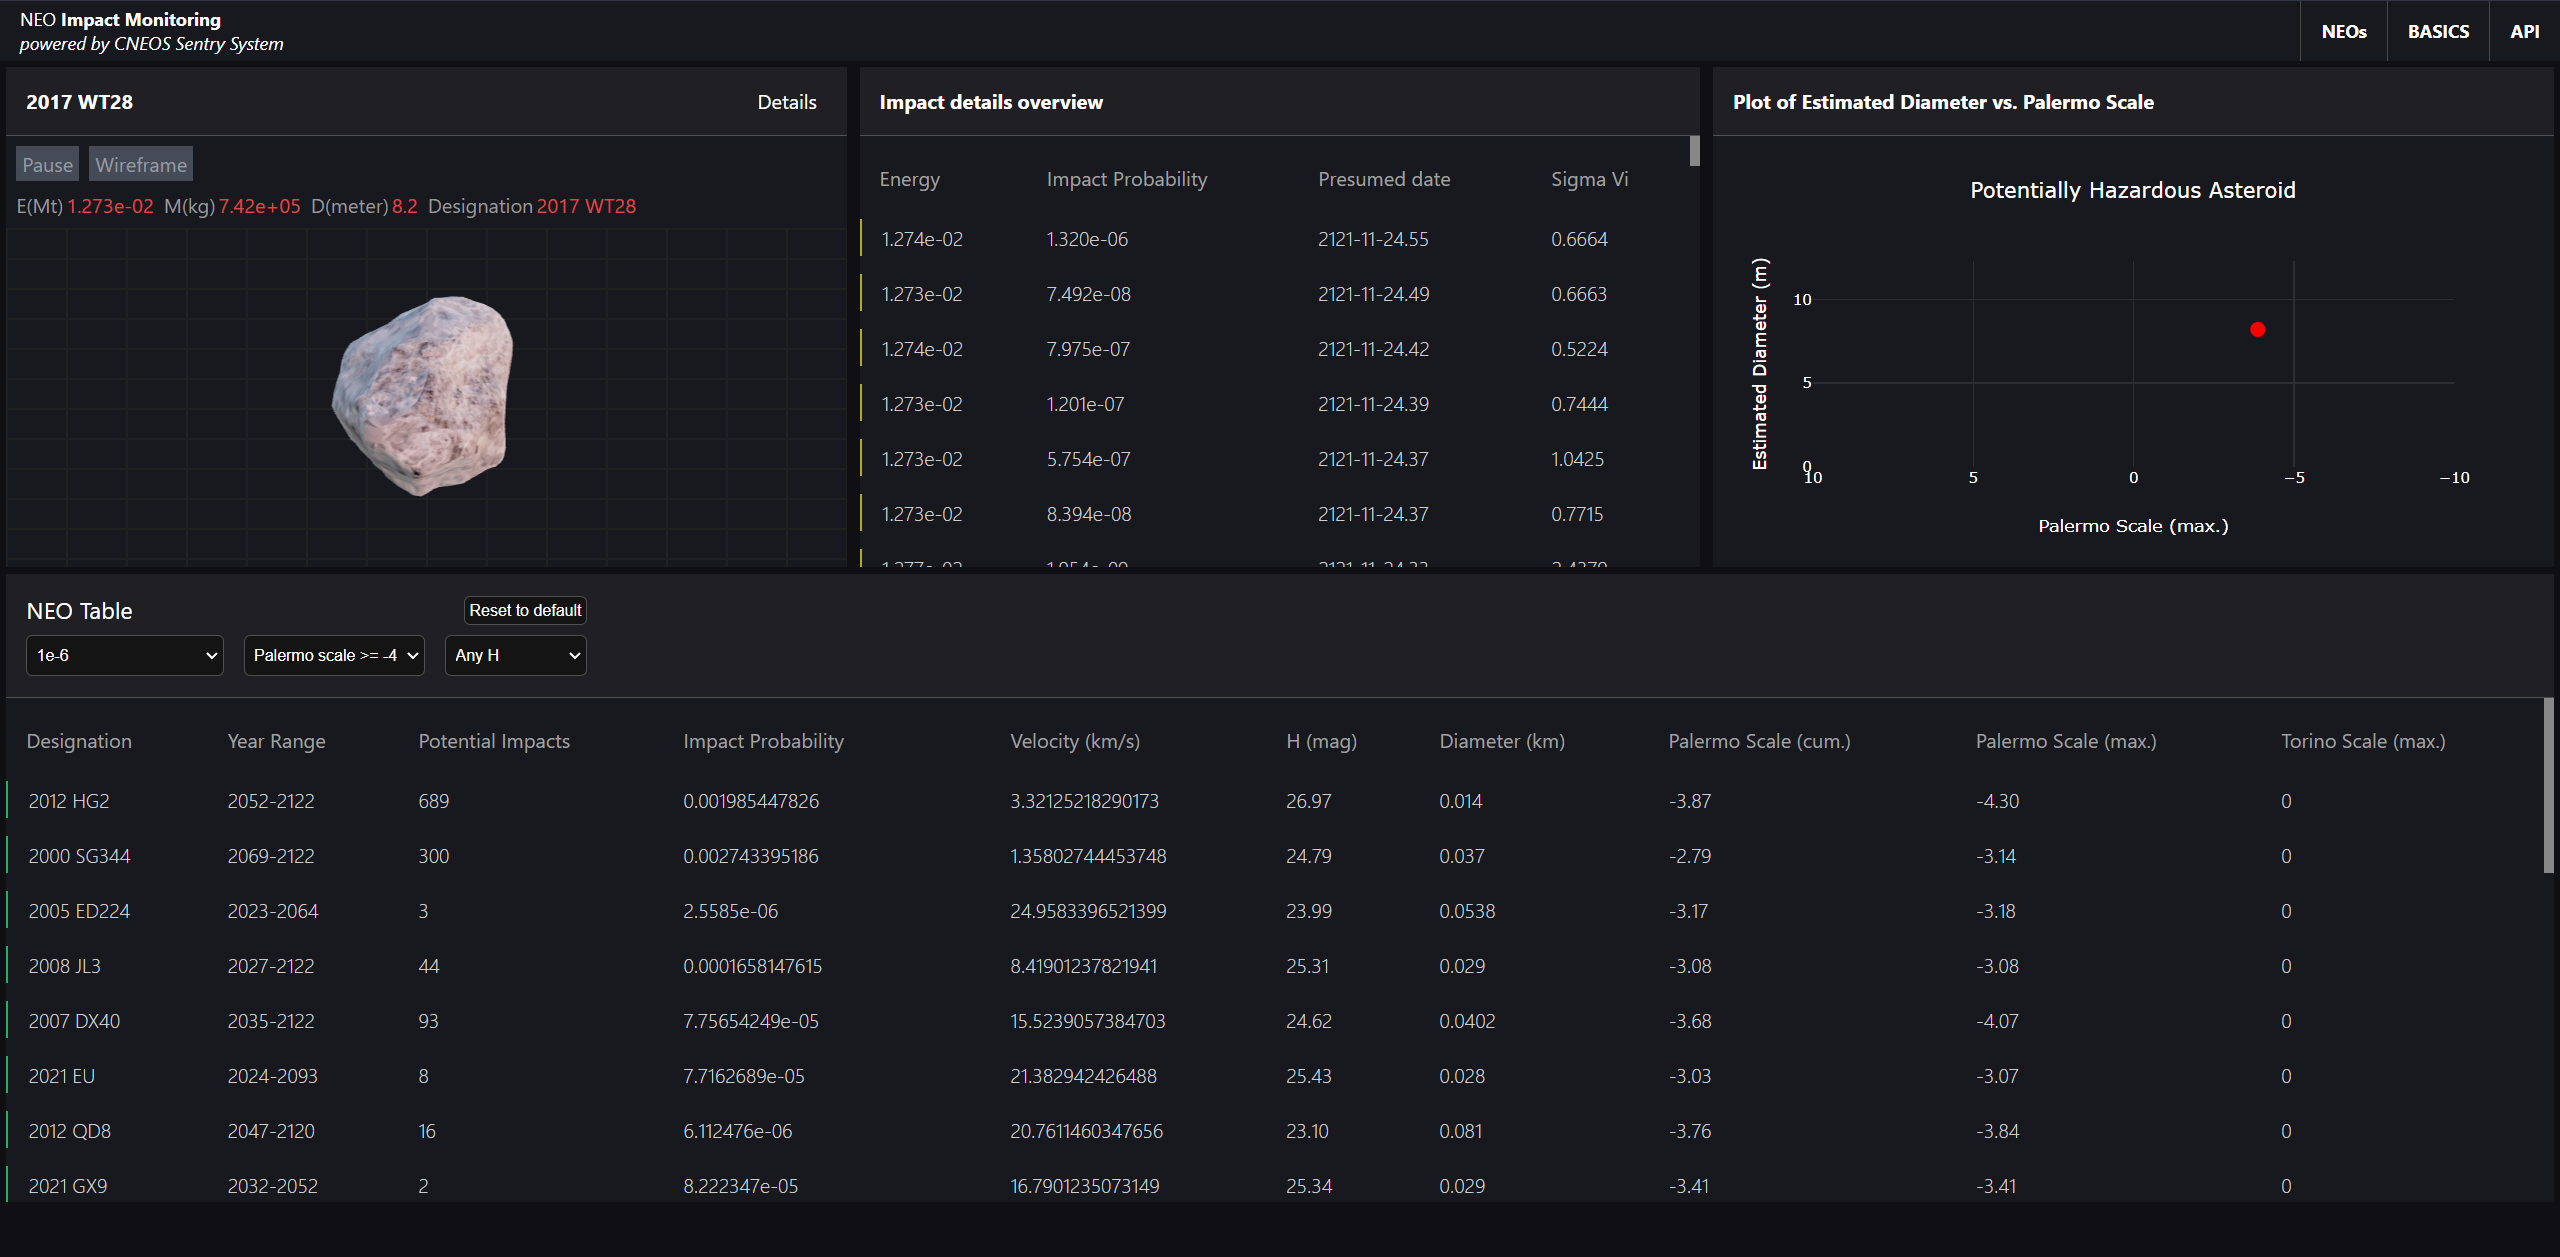 NEO Impact Monitoring
powered by CNEOS Sentry System
NEOs BASICS API
2017 WT28 Details
Pause Wireframe
E(Mt) 1.273e-02 M(kg) 7.42e+05 D(meter) 8.2 Designation 2017 WT28
Impact details overview
Energy Impact Probability Presumed date Sigma Vi
1.274e-02 1.320e-06 2121-11-24.55 0.6664
1.273e-02 7.492e-08 2121-11-24.49 0.6663
1.274e-02 7.975e-07 2121-11-24.42 0.5224
1.273e-02 1.201e-07 2121-11-24.39 0.7444
1.273e-02 5.754e-07 2121-11-24.37 1.0425
1.273e-02 8.394e-08 2121-11-24.37 0.7715
Plot of Estimated Diameter vs. Palermo Scale
Potentially Hazardous Asteroid
Estimated Diameter (m)
10
5
0
10 5 0 −5 −10
Palermo Scale (max.)
NEO Table Reset to default
1e-6 Palermo scale >= -4 Any H
Designation Year Range Potential Impacts Impact Probability Velocity (km/s) H (mag) Diameter (km) Palermo Scale (cum.) Palermo Scale (max.) Torino Scale (max.)
2012 HG2 2052-2122 689 0.001985447826 3.32125218290173 26.97 0.014 -3.87 -4.30 0
2000 SG344 2069-2122 300 0.002743395186 1.35802744453748 24.79 0.037 -2.79 -3.14 0
2005 ED224 2023-2064 3 2.5585e-06 24.9583396521399 23.99 0.0538 -3.17 -3.18 0
2008 JL3 2027-2122 44 0.0001658147615 8.41901237821941 25.31 0.029 -3.08 -3.08 0
2007 DX40 2035-2122 93 7.75654249e-05 15.5239057384703 24.62 0.0402 -3.68 -4.07 0
2021 EU 2024-2093 8 7.7162689e-05 21.382942426488 25.43 0.028 -3.03 -3.07 0
2012 QD8 2047-2120 16 6.112476e-06 20.7611460347656 23.10 0.081 -3.76 -3.84 0
2021 GX9 2032-2052 2 8.222347e-05 16.7901235073149 25.34 0.029 -3.41 -3.41 0